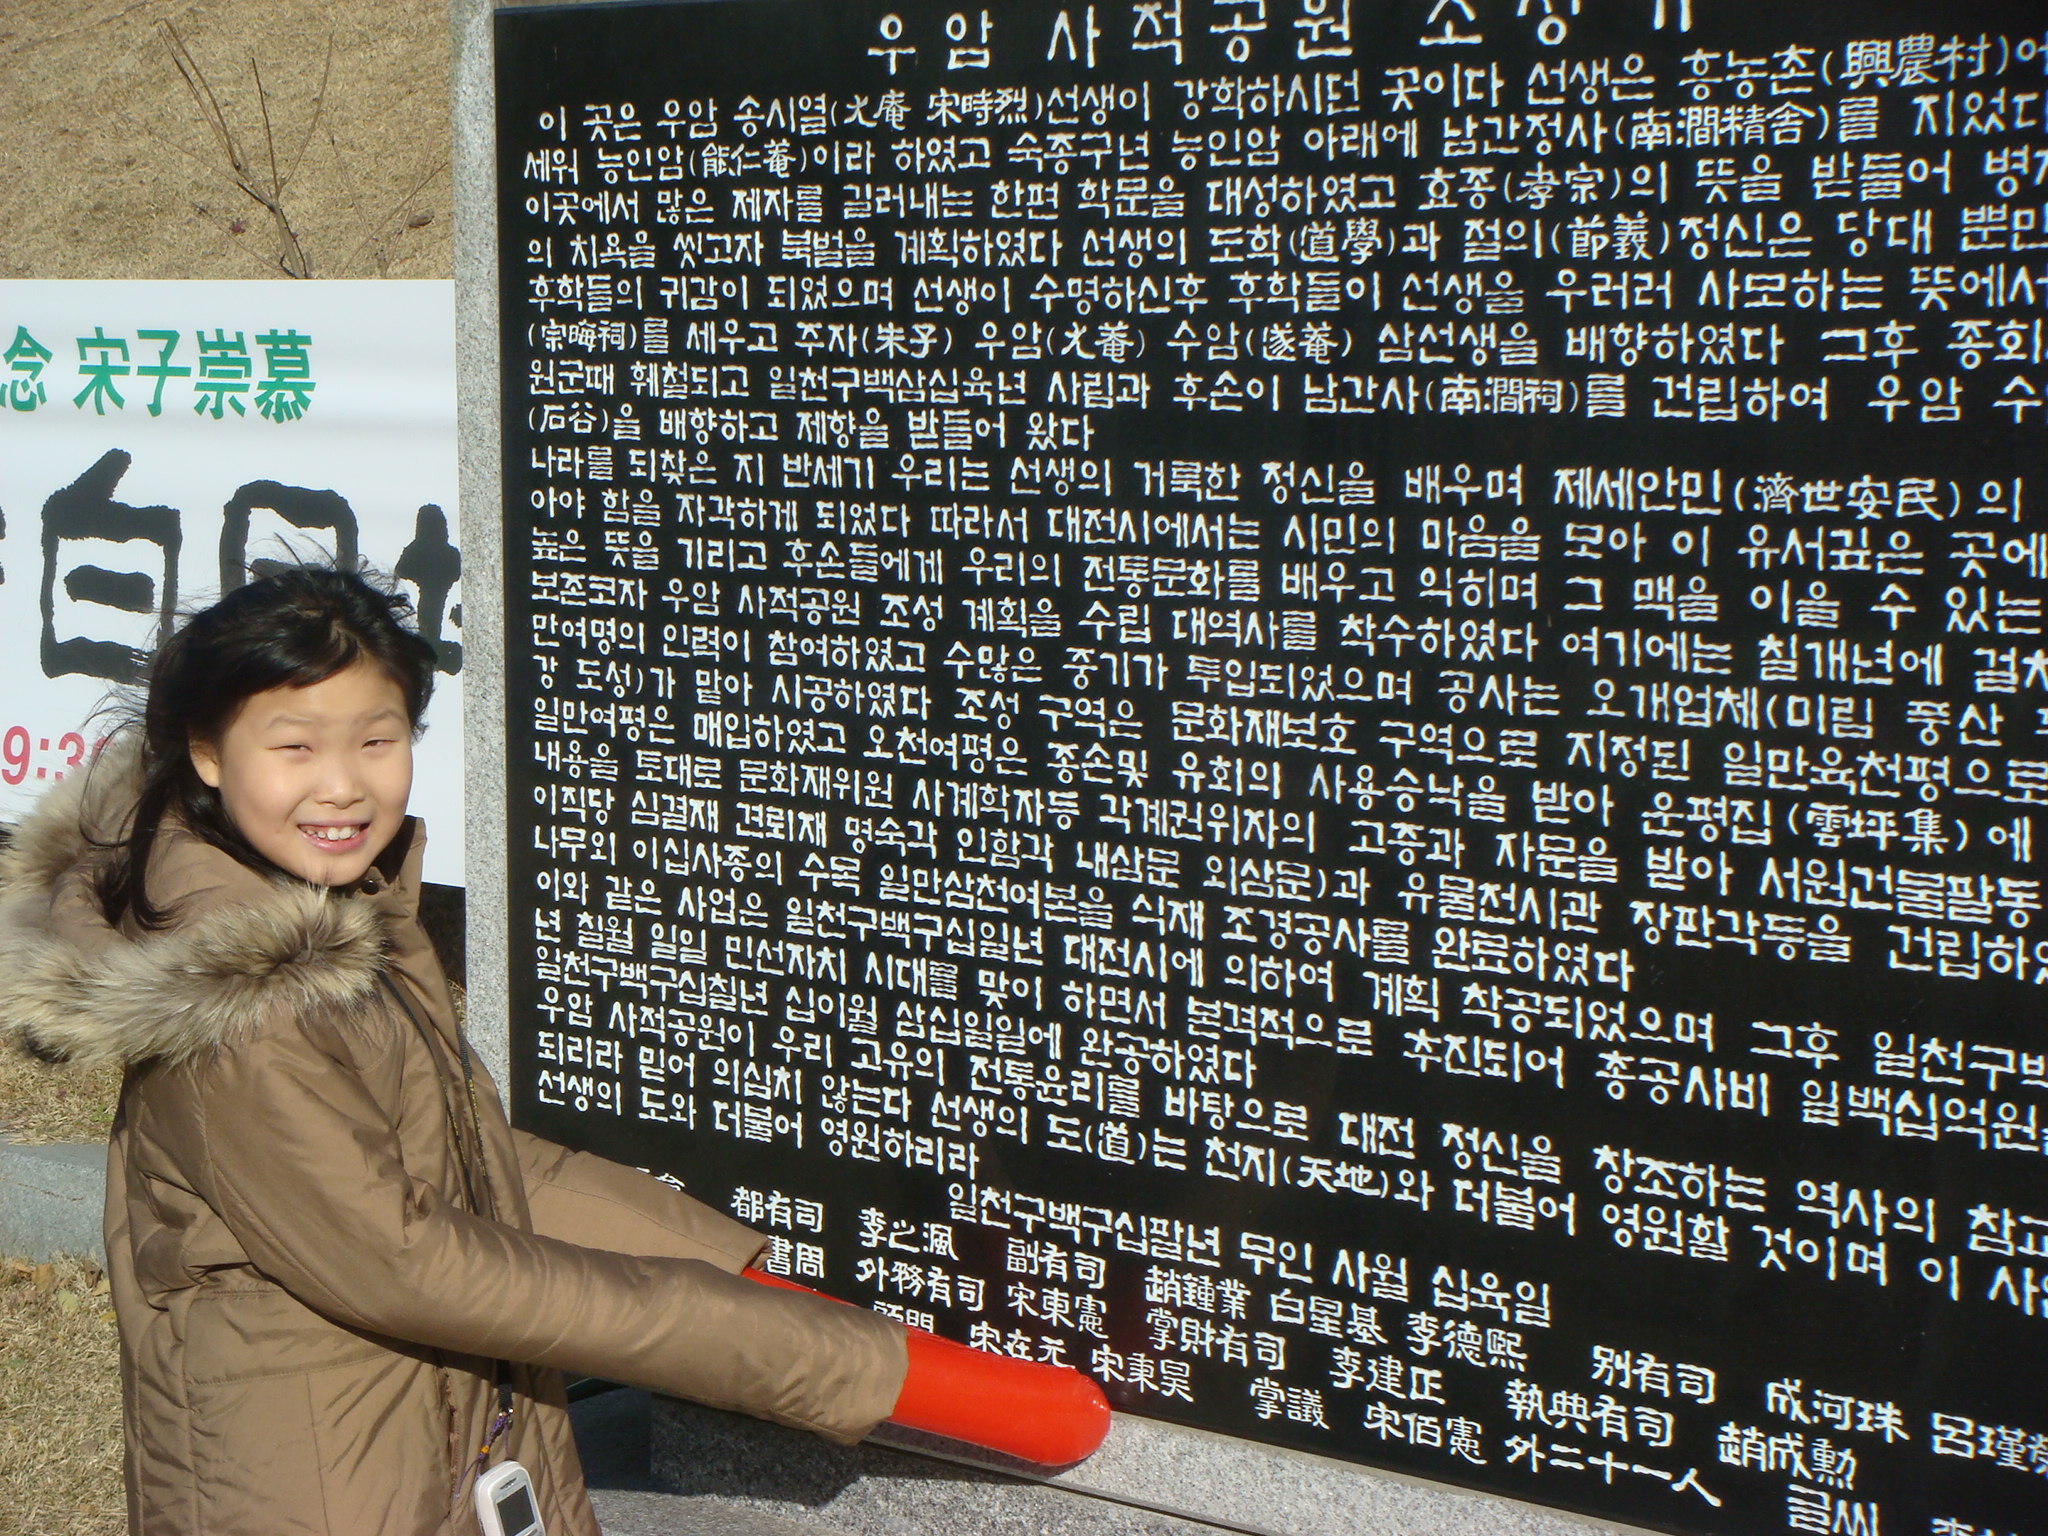 우암 사적공원 조성기
이 곳은 우암 송시열(尤庵 宋時烈)선생이 강학하시던 곳이다 선생은 흥농촌(興農村)에
세워 능인암(能仁菴)이라 하였고 숙종구년 능인암 아래에 남간정사(南澗精舍)를 지었다
이곳에서 많은 제자를 길러내는 한편 학문을 대성하였고 효종(孝宗)의 뜻을 받들어 병자
의 치욕을 씻고자 북벌을 계획하였다 선생의 도학(道學)과 절의(節義)정신은 당대 뿐만
후학들의 귀감이 되었으며 선생이 수명하신후 후학들이 선생을 우러러 사모하는 뜻에서
(宗晦祠)를 세우고 주자(朱子) 우암(尤菴) 수암(遂菴) 삼선생을 배향하였다 그후 종회
원군때 훼철되고 일천구백삼십육년 사림과 후손이 남간사(南澗祠)를 건립하여 우암 수
(石谷)을 배향하고 제향을 받들어 왔다
나라를 되찾은 지 반세기 우리는 선생의 거룩한 정신을 배우며 제세안민(濟世安民)의
아야 함을 자각하게 되었다 따라서 대전시에서는 시민의 마음을 모아 이 유서깊은 곳에
높은 뜻을 기리고 후손들에게 우리의 전통문화를 배우고 익히며 그 맥을 이을 수 있는
보존코자 우암 사적공원 조성 계획을 수립 대역사를 착수하였다 여기에는 칠개년에 걸쳐
만여명의 인력이 참여하였고 수많은 중기가 투입되었으며 공사는 오개업체(미림 풍산
강 도성)가 맡아 시공하였다 조성 구역은 문화재보호 구역으로 지정된 일만육천평으로
일만여평은 매입하였고 오천여평은 종손및 유회의 사용승낙을 받아 운평집(雲坪集)에
내용을 토대로 문화재위원 사계학자등 각계권위자의 고증과 자문을 받아 서원건물팔동
이직당 심결재 견뢰재 명숙각 인함각 내삼문 외삼문)과 유물전시관 장판각등을 건립하였
나무외 이십사종의 수목 일만삼천여본을 식재 조경공사를 완료하였다
이와 같은 사업은 일천구백구십일년 대전시에 의하여 계획 착공되었으며 그후 일천구백
년 칠월 일일 민선자치 시대를 맞이 하면서 본격적으로 추진되어 총공사비 일백십억원
일천구백구십칠년 십이월 삼십일일에 완공하였다
우암 사적공원이 우리 고유의 전통윤리를 바탕으로 대전 정신을 창조하는 역사의 참고
되리라 믿어 의심치 않는다 선생의 도(道)는 천지(天地)와 더불어 영원할 것이며 이 사
선생의 도와 더불어 영원하리라
일천구백구십팔년 무인 사월 십육일
都有司 李之濎 副有司 趙鍾業 白星基 李德熙 別有司 成河珠 呂瑾
外務有司 宋東憲 掌財有司 李建正 執典有司 趙成勳
顧問 宋在元 宋秉昊 掌議 宋佰憲 外二十一人 글씨
念 宋子崇慕
白日
9:3